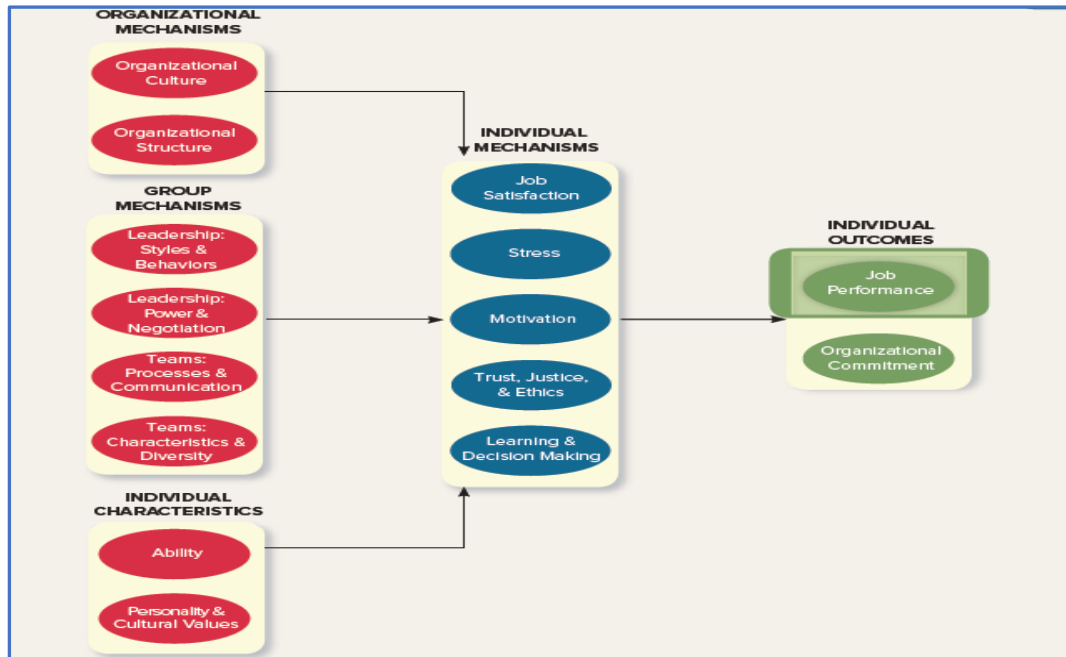 ORGANIZATIONAL
MECHANISMS
Organizational
Culture
Organizational
Structure
GROUP
MECHANISMS
Leadership:
Styles &
Behaviors
Leadership:
Power &
Negotiation
Teams:
Processes &
Communication
Teams:
Characteristics &
Diversity
INDIVIDUAL
CHARACTERISTICS
Ability
Personality &
Cultural Values
INDIVIDUAL
MECHANISMS
Job
Satisfaction
Stress
Motivation
Trust, Justice,
& Ethics
Learning &
Decision Making
INDIVIDUAL
OUTCOMES
Job
Performance
Organizational
Commitment